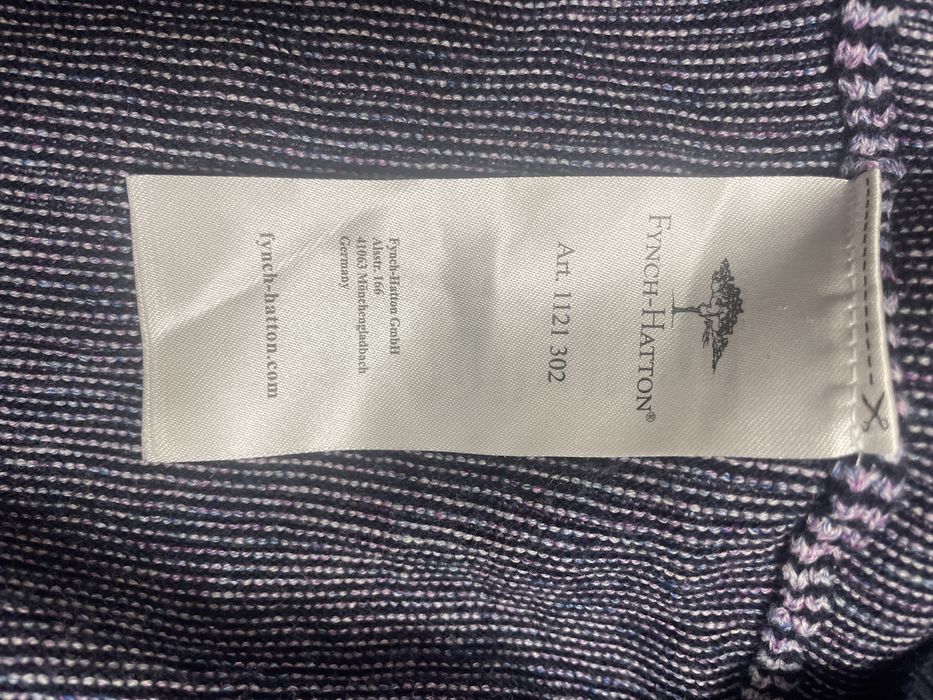 FYNCH-HATTON®
Art. 1121 302
Fynch-Hatton GmbH
Alsstr. 166
41063 Mönchengladbach
Germany
fynch-hatton.com